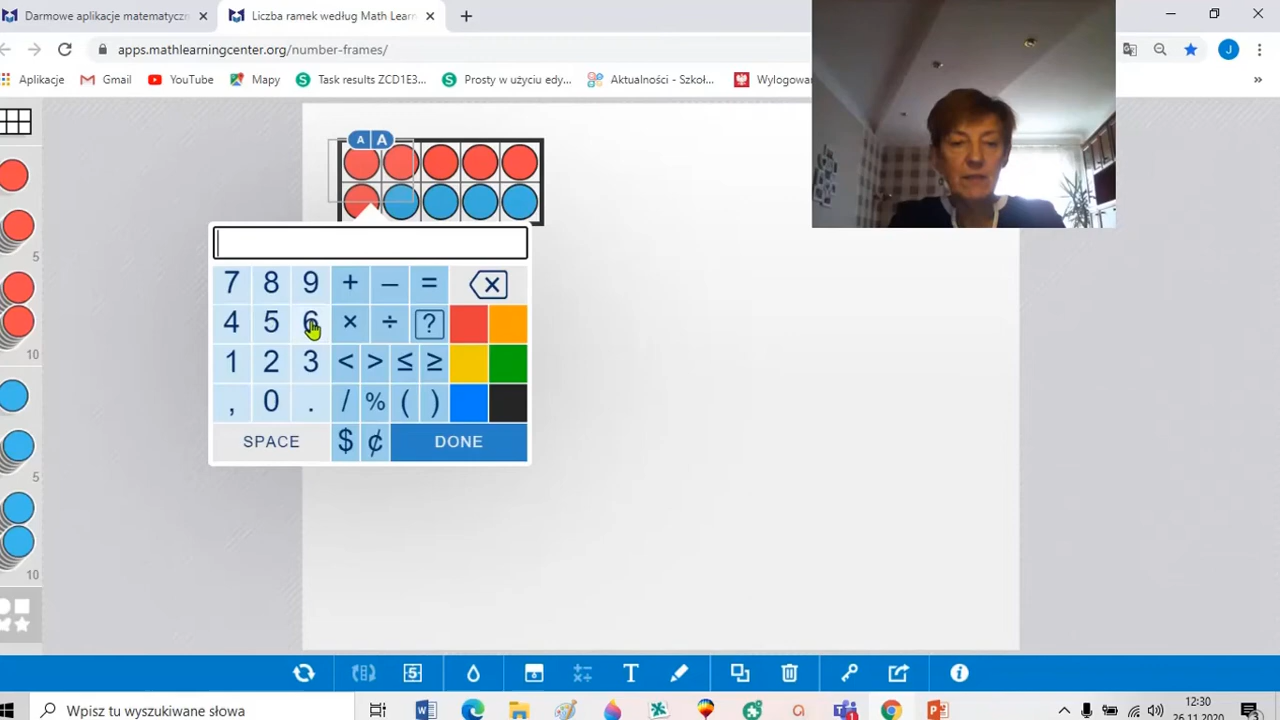 Darmowe aplikacje matematyczn
Liczba ramek według Math Learn
apps.mathlearningcenter.org/number-frames/
J
Aplikacje
Gmail
YouTube
Mapy
Task results ZCD1E3...
Prosty w użyciu edy...
Aktualności - Szkoł...
Wylogowan
»
A A
5
10
5
10
7 8 9 + – =
4 5 6 × ÷ ?
1 2 3 < > ≤ ≥
, 0 . / % ( )
SPACE $ ¢ DONE
5 T
Wpisz tu wyszukiwane słowa
12:30
26.11.2020